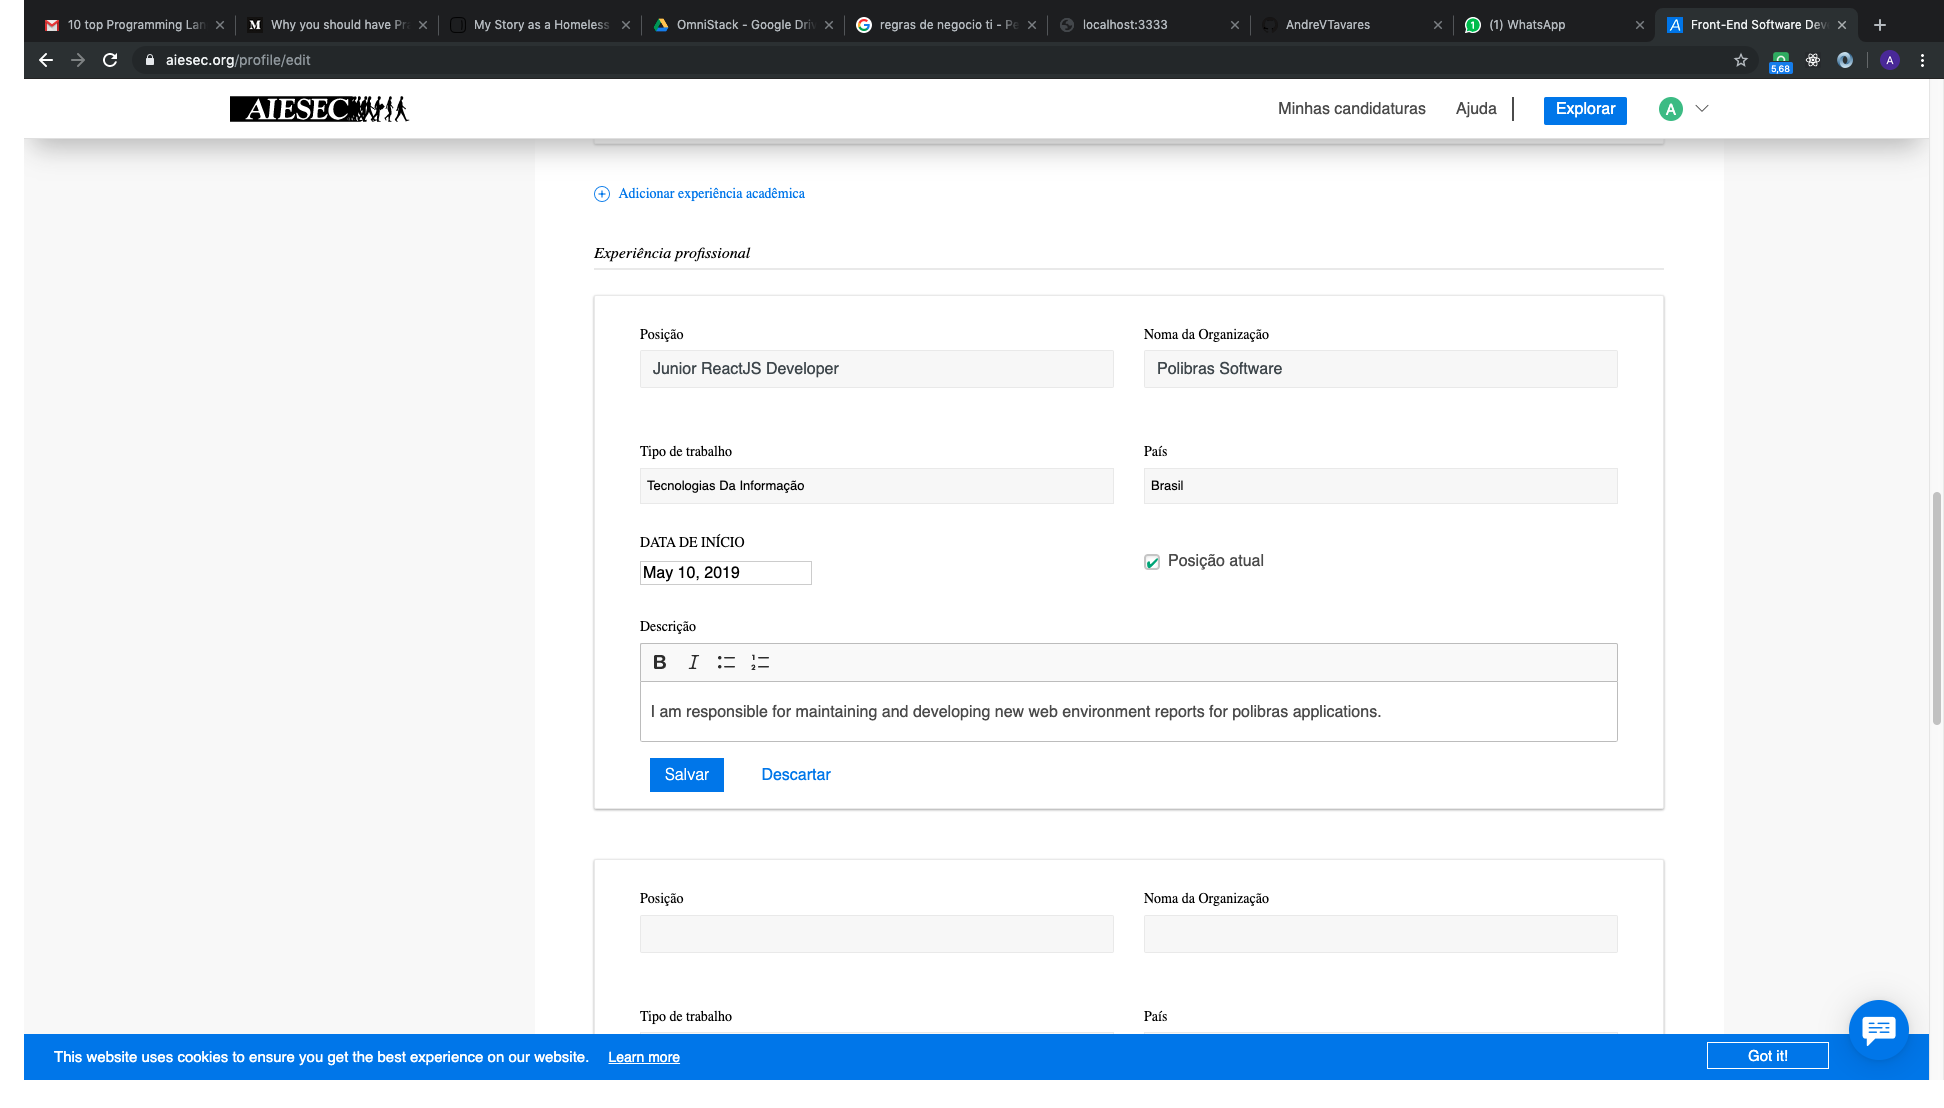 10 top Programming Lan
Why you should have Pr
My Story as a Homeless
OmniStack - Google Driv
regras de negocio ti - Pe
localhost:3333
AndreVTavares
(1) WhatsApp
Front-End Software Dev
aiesec.org/profile/edit
5,68
A
AIESEC
Minhas candidaturas
Ajuda
Explorar
A
Adicionar experiência acadêmica
Experiência profissional
Posição
Noma da Organização
Junior ReactJS Developer
Polibras Software
Tipo de trabalho
País
Tecnologias Da Informação
Brasil
DATA DE INÍCIO
Posição atual
May 10, 2019
Descrição
B I
I am responsible for maintaining and developing new web environment reports for polibras applications.
Salvar
Descartar
Posição
Noma da Organização
Tipo de trabalho
País
This website uses cookies to ensure you get the best experience on our website. Learn more
Got it!